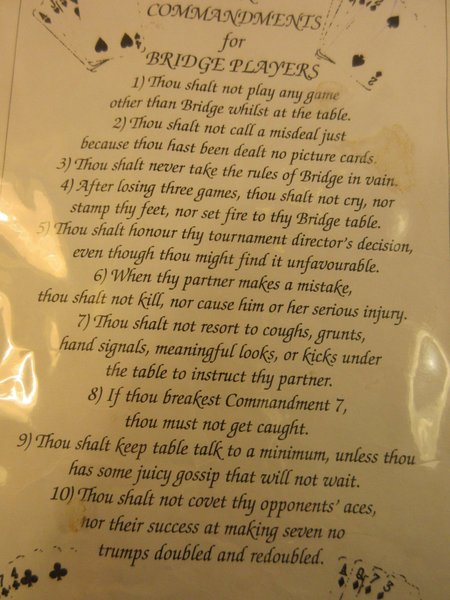 COMMANDMENTS
for
BRIDGE PLAYERS
1) Thou shalt not play any game
other than Bridge whilst at the table.
2) Thou shalt not call a misdeal just
because thou hast been dealt no picture cards.
3) Thou shalt never take the rules of Bridge in vain.
4) After losing three games, thou shalt not cry, nor
stamp thy feet, nor set fire to thy Bridge table.
5) Thou shalt honour thy tournament director's decision,
even though thou might find it unfavourable.
6) When thy partner makes a mistake,
thou shalt not kill, nor cause him or her serious injury.
7) Thou shalt not resort to coughs, grunts,
hand signals, meaningful looks, or kicks under
the table to instruct thy partner.
8) If thou breakest Commandment 7,
thou must not get caught.
9) Thou shalt keep table talk to a minimum, unless thou
has some juicy gossip that will not wait.
10) Thou shalt not covet thy opponents' aces,
nor their success at making seven no
trumps doubled and redoubled.